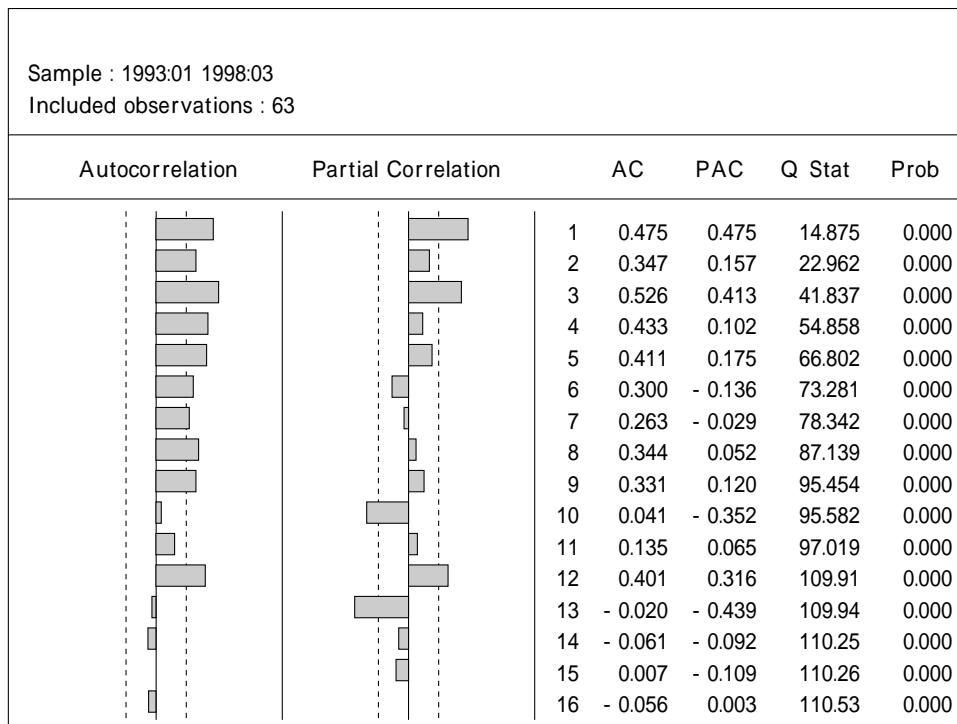 Sample : 1993:01 1998:03
Included observations : 63
Autocorrelation Partial Correlation AC PAC Q Stat Prob
1 0.475 0.475 14.875 0.000
2 0.347 0.157 22.962 0.000
3 0.526 0.413 41.837 0.000
4 0.433 0.102 54.858 0.000
5 0.411 0.175 66.802 0.000
6 0.300 - 0.136 73.281 0.000
7 0.263 - 0.029 78.342 0.000
8 0.344 0.052 87.139 0.000
9 0.331 0.120 95.454 0.000
10 0.041 - 0.352 95.582 0.000
11 0.135 0.065 97.019 0.000
12 0.401 0.316 109.91 0.000
13 - 0.020 - 0.439 109.94 0.000
14 - 0.061 - 0.092 110.25 0.000
15 0.007 - 0.109 110.26 0.000
16 - 0.056 0.003 110.53 0.000